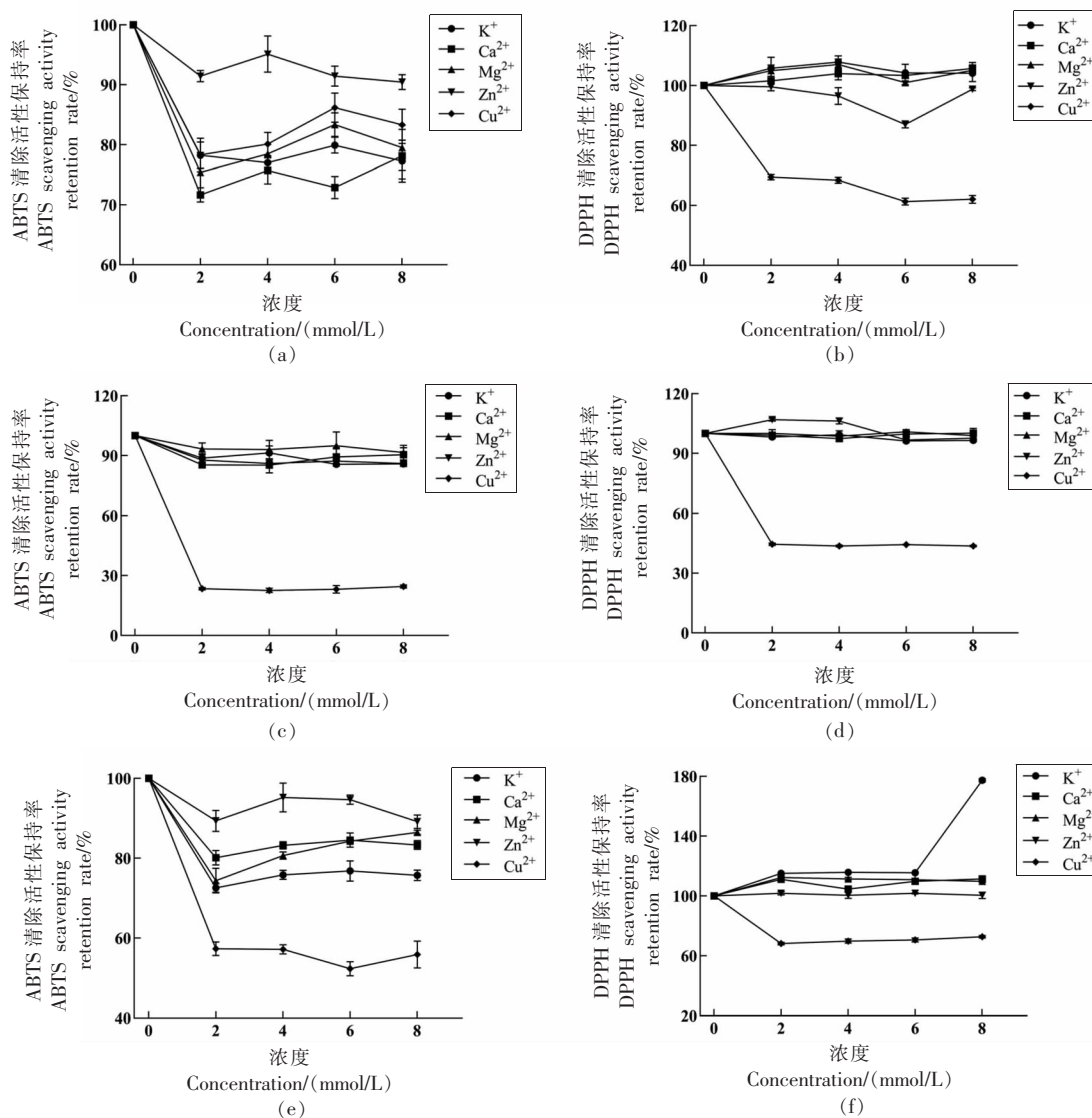 ABTS 清除活性保持率
ABTS scavenging activity
retention rate/%
100
90
80
70
60
0
2
4
6
8
K⁺
Ca²⁺
Mg²⁺
Zn²⁺
Cu²⁺
浓度
Concentration/(mmol/L)
(a)
DPPH 清除活性保持率
DPPH scavenging activity
retention rate/%
120
100
80
60
40
0
2
4
6
8
K⁺
Ca²⁺
Mg²⁺
Zn²⁺
Cu²⁺
浓度
Concentration/(mmol/L)
(b)
ABTS 清除活性保持率
ABTS scavenging activity
retention rate/%
120
90
60
30
0
0
2
4
6
8
K⁺
Ca²⁺
Mg²⁺
Zn²⁺
Cu²⁺
浓度
Concentration/(mmol/L)
(c)
DPPH 清除活性保持率
DPPH scavenging activity
retention rate/%
120
90
60
30
0
0
2
4
6
8
K⁺
Ca²⁺
Mg²⁺
Zn²⁺
Cu²⁺
浓度
Concentration/(mmol/L)
(d)
ABTS 清除活性保持率
ABTS scavenging activity
retention rate/%
100
80
60
40
0
2
4
6
8
K⁺
Ca²⁺
Mg²⁺
Zn²⁺
Cu²⁺
浓度
Concentration/(mmol/L)
(e)
DPPH 清除活性保持率
DPPH scavenging activity
retention rate/%
180
140
100
60
20
0
2
4
6
8
K⁺
Ca²⁺
Mg²⁺
Zn²⁺
Cu²⁺
浓度
Concentration/(mmol/L)
(f)